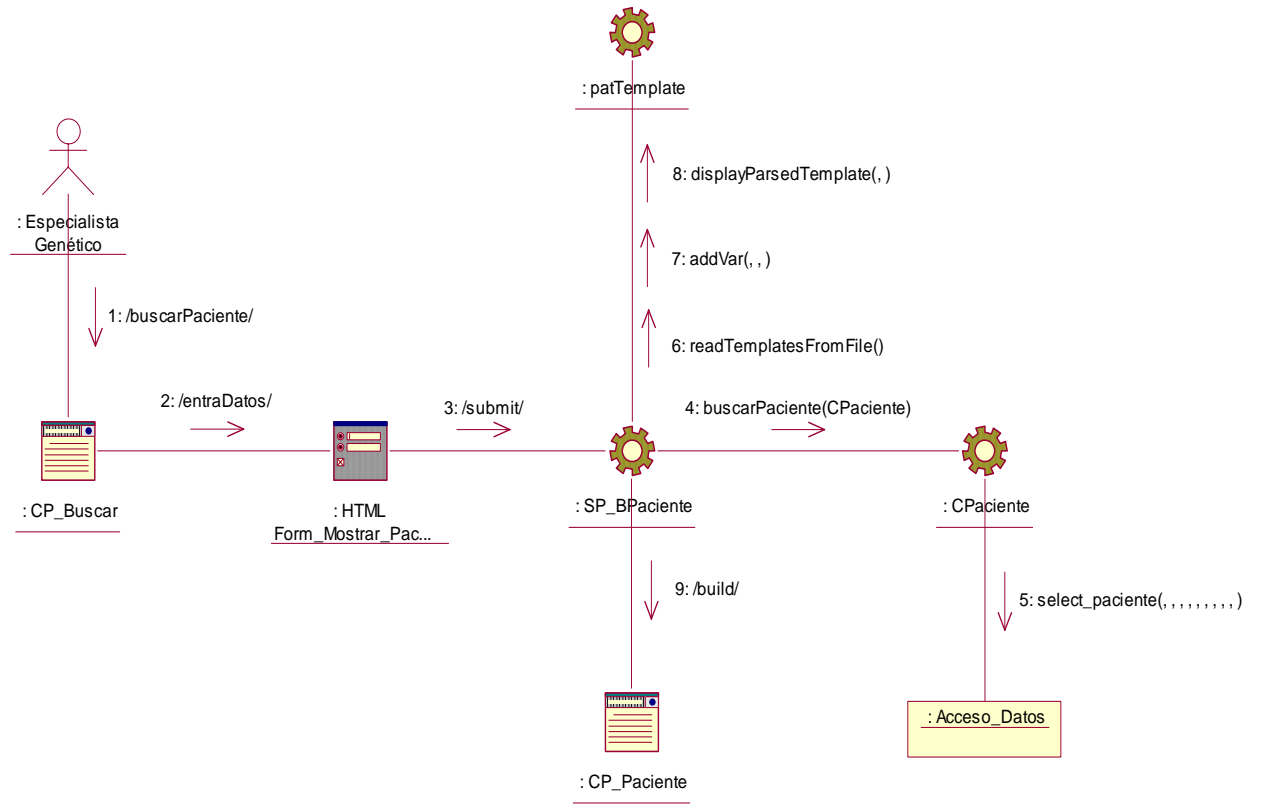 : patTemplate
8: displayParsedTemplate(, )
: Especialista
Genético
7: addVar(, , )
1: /buscarPaciente/
6: readTemplatesFromFile()
2: /entraDatos/
3: /submit/
4: buscarPaciente(CPaciente)
: CP_Buscar
: HTML
Form_Mostrar_Pac...
: SP_BPaciente
: CPaciente
9: /build/
5: select_paciente(, , , , , , , , , )
: Acceso_Datos
: CP_Paciente